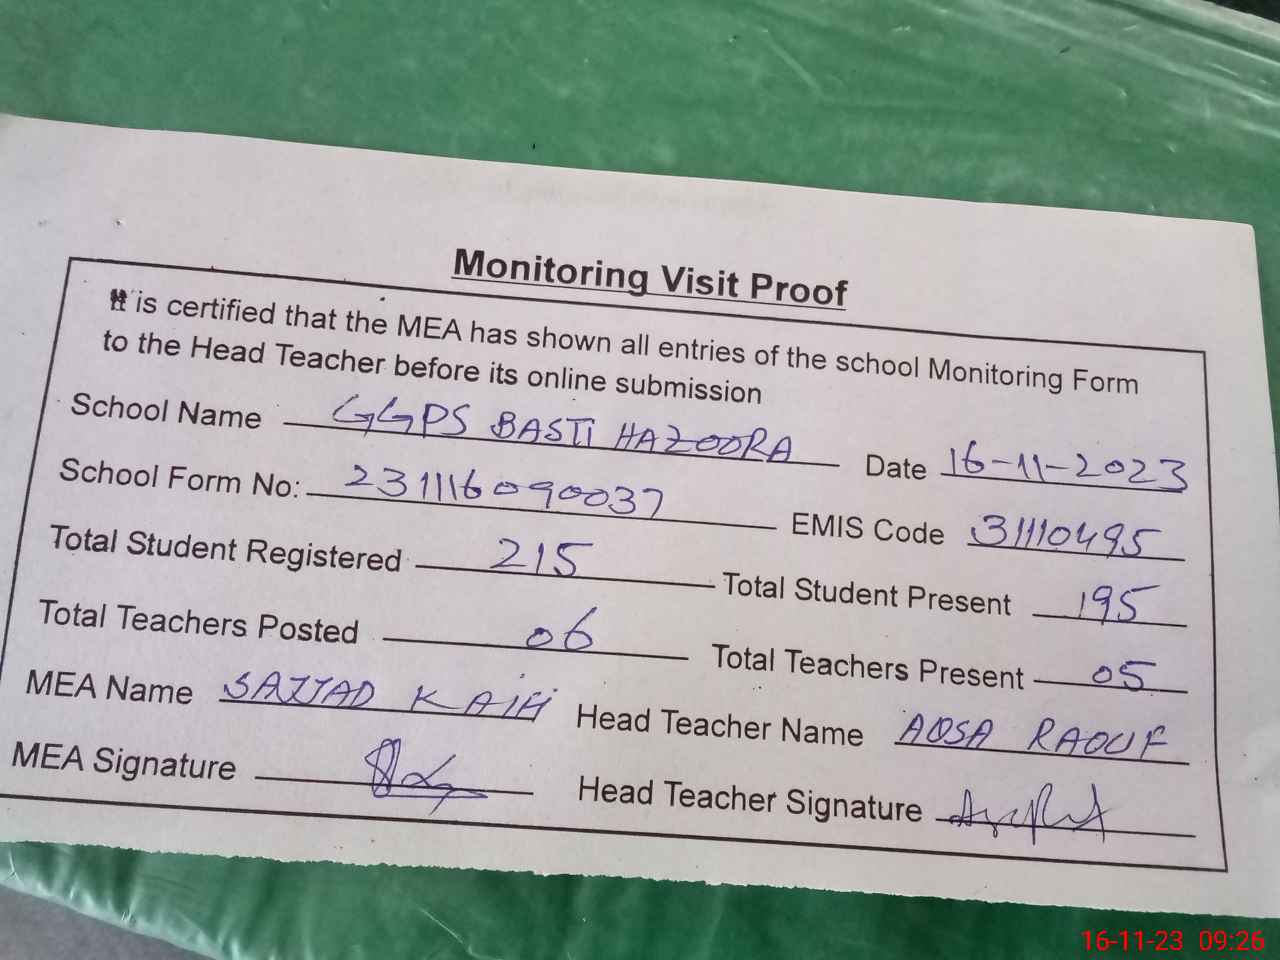 Monitoring Visit Proof
It is certified that the MEA has shown all entries of the school Monitoring Form
to the Head Teacher before its online submission
School Name GGPS BASTI HAZOORA Date 16-11-2023
School Form No: 231116090037 EMIS Code 31110495
Total Student Registered 215 Total Student Present 195
Total Teachers Posted 06 Total Teachers Present 05
MEA Name SAJJAD KAIFI Head Teacher Name AQSA RAOUF
MEA Signature Head Teacher Signature
16-11-23 09:26